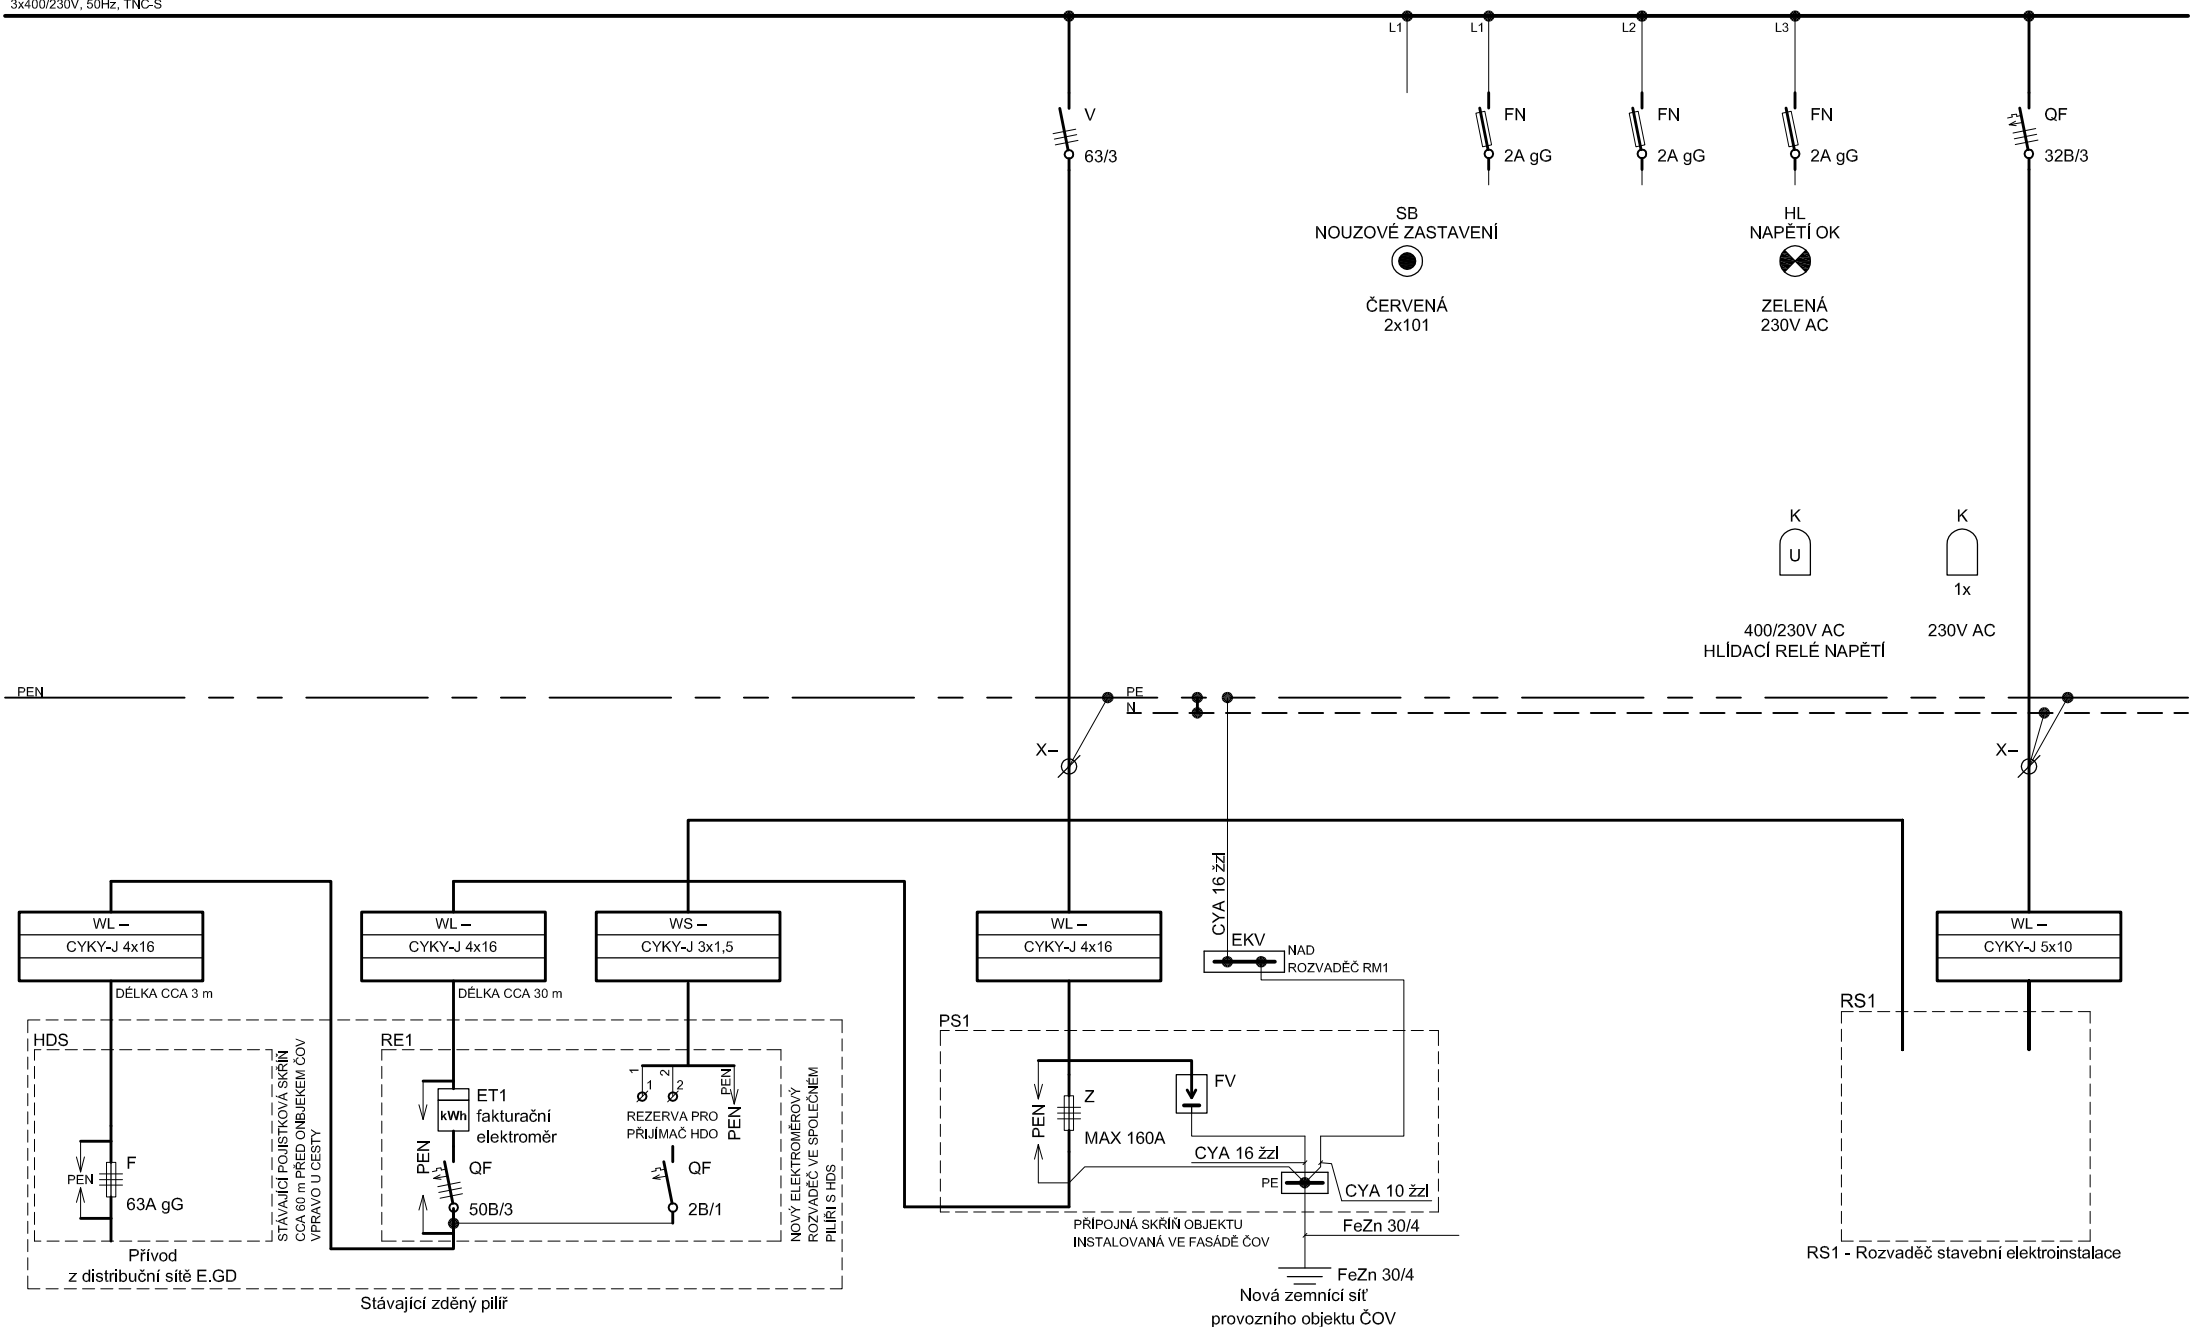 3x400/230V, 50Hz, TNC-S
L1
L1
L2
L3
V
63/3
FN
2A gG
FN
2A gG
FN
2A gG
QF
32B/3
SB
NOUZOVÉ ZASTAVENÍ
ČERVENÁ
2x101
HL
NAPĚTÍ OK
ZELENÁ
230V AC
K
U
400/230V AC
HLÍDACÍ RELÉ NAPĚTÍ
K
1x
230V AC
PEN
PE
N
X–
X–
CYA 16 žzl
WL –
CYKY-J 4x16
DÉLKA CCA 3 m
WL –
CYKY-J 4x16
DÉLKA CCA 30 m
WS –
CYKY-J 3x1,5
WL –
CYKY-J 4x16
EKV
NAD
ROZVADĚČ RM1
WL –
CYKY-J 5x10
HDS
PEN
F
63A gG
STÁVAJÍCÍ POJISTKOVÁ SKŘÍŇ
CCA 60 m PŘED ONBJEKEM ČOV
VPRAVO U CESTY
Přívod
z distribuční sítě E.GD
RE1
ET1
kWh
fakturační
elektroměr
PEN
QF
50B/3
1
2
PEN
1
2
PEN
REZERVA PRO
PŘIJÍMAČ HDO
QF
2B/1
NOVÝ ELEKTROMĚROVÝ
ROZVADĚČ VE SPOLEČNÉM
PILÍŘI S HDS
Stávající zděný pilíř
PS1
PEN
Z
MAX 160A
FV
CYA 16 žzl
PE
CYA 10 žzl
PŘÍPOJNÁ SKŘÍŇ OBJEKTU
INSTALOVANÁ VE FASÁDĚ ČOV
FeZn 30/4
FeZn 30/4
Nová zemnící síť
provozního objektu ČOV
RS1
RS1 - Rozvaděč stavební elektroinstalace